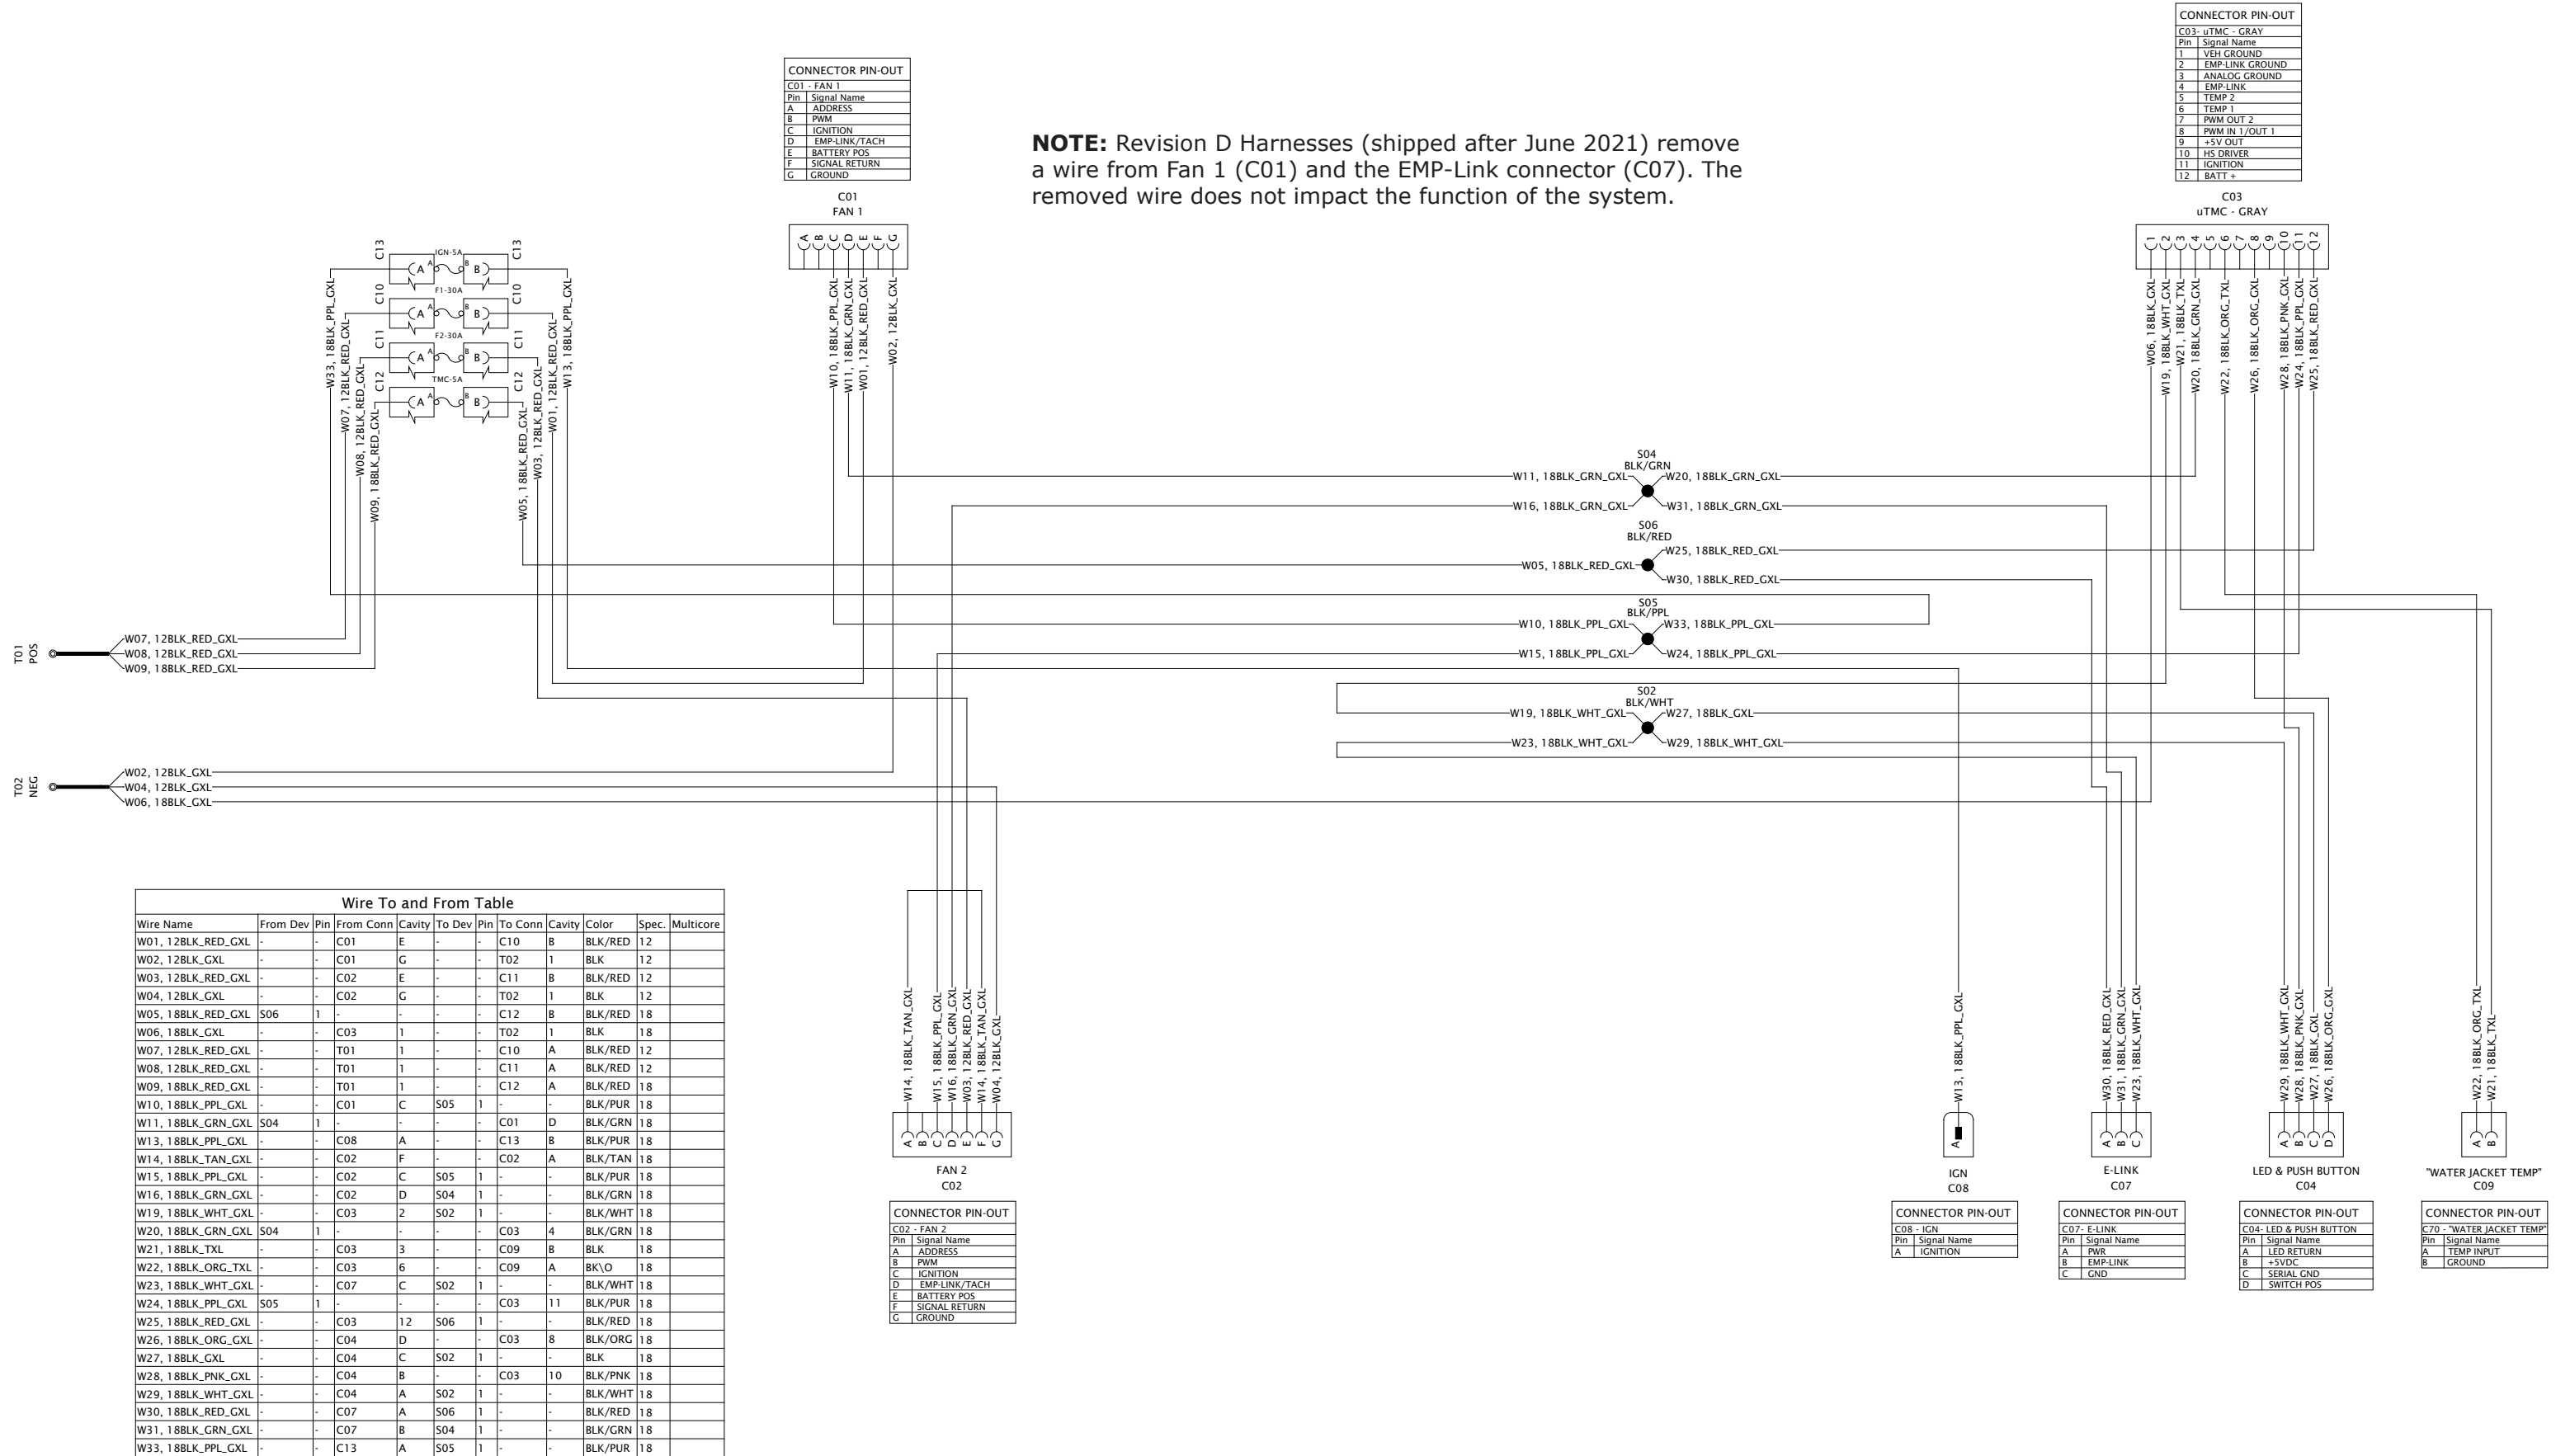 CONNECTOR PIN-OUT
C01 - FAN 1
Pin Signal Name
A ADDRESS
B PWM
C IGNITION
D EMP-LINK/TACH
E BATTERY POS
F SIGNAL RETURN
G GROUND
C01
FAN 1
A B C D E F G
W10, 18BLK_PPL_GXL
W11, 18BLK_GRN_GXL
W01, 12BLK_RED_GXL
W02, 12BLK_GXL
NOTE: Revision D Harnesses (shipped after June 2021) remove
a wire from Fan 1 (C01) and the EMP-Link connector (C07). The
removed wire does not impact the function of the system.
CONNECTOR PIN-OUT
C03- uTMC - GRAY
Pin Signal Name
1 VEH GROUND
2 EMP-LINK GROUND
3 ANALOG GROUND
4 EMP-LINK
5 TEMP 2
6 TEMP 1
7 PWM OUT 2
8 PWM IN 1/OUT 1
9 +5V OUT
10 HS DRIVER
11 IGNITION
12 BATT +
C03
uTMC - GRAY
1 2 3 4 5 6 7 8 9 10 11 12
W06, 18BLK_GXL
W19, 18BLK_WHT_GXL
W21, 18BLK_TXL
W20, 18BLK_GRN_GXL
W22, 18BLK_ORG_TXL
W26, 18BLK_ORG_GXL
W28, 18BLK_PNK_GXL
W24, 18BLK_PPL_GXL
W25, 18BLK_RED_GXL
C13 IGN-5A C13
A A B B
C10 F1-30A C10
A A B B
C11 F2-30A C11
A A B B
C12 TMC-5A C12
A A B B
W33, 18BLK_PPL_GXL
W07, 12BLK_RED_GXL
W08, 12BLK_RED_GXL
W09, 18BLK_RED_GXL
W05, 18BLK_RED_GXL
W03, 12BLK_RED_GXL
W01, 12BLK_RED_GXL
W13, 18BLK_PPL_GXL
S04
BLK/GRN
W11, 18BLK_GRN_GXL W20, 18BLK_GRN_GXL
W16, 18BLK_GRN_GXL W31, 18BLK_GRN_GXL
S06
BLK/RED
W25, 18BLK_RED_GXL
W05, 18BLK_RED_GXL
W30, 18BLK_RED_GXL
S05
BLK/PPL
W10, 18BLK_PPL_GXL W33, 18BLK_PPL_GXL
W15, 18BLK_PPL_GXL W24, 18BLK_PPL_GXL
S02
BLK/WHT
W19, 18BLK_WHT_GXL W27, 18BLK_GXL
W23, 18BLK_WHT_GXL W29, 18BLK_WHT_GXL
T01
POS
W07, 12BLK_RED_GXL
W08, 12BLK_RED_GXL
W09, 18BLK_RED_GXL
T02
NEG
W02, 12BLK_GXL
W04, 12BLK_GXL
W06, 18BLK_GXL
Wire To and From Table
Wire Name From Dev Pin From Conn Cavity To Dev Pin To Conn Cavity Color Spec. Multicore
W01, 12BLK_RED_GXL - - C01 E - - C10 B BLK/RED 12
W02, 12BLK_GXL - - C01 G - - T02 1 BLK 12
W03, 12BLK_RED_GXL - - C02 E - - C11 B BLK/RED 12
W04, 12BLK_GXL - - C02 G - - T02 1 BLK 12
W05, 18BLK_RED_GXL S06 1 - - - - C12 B BLK/RED 18
W06, 18BLK_GXL - - C03 1 - - T02 1 BLK 18
W07, 12BLK_RED_GXL - - T01 1 - - C10 A BLK/RED 12
W08, 12BLK_RED_GXL - - T01 1 - - C11 A BLK/RED 12
W09, 18BLK_RED_GXL - - T01 1 - - C12 A BLK/RED 18
W10, 18BLK_PPL_GXL - - C01 C S05 1 - - BLK/PUR 18
W11, 18BLK_GRN_GXL S04 1 - - - - C01 D BLK/GRN 18
W13, 18BLK_PPL_GXL - - C08 A - - C13 B BLK/PUR 18
W14, 18BLK_TAN_GXL - - C02 F - - C02 A BLK/TAN 18
W15, 18BLK_PPL_GXL - - C02 C S05 1 - - BLK/PUR 18
W16, 18BLK_GRN_GXL - - C02 D S04 1 - - BLK/GRN 18
W19, 18BLK_WHT_GXL - - C03 2 S02 1 - - BLK/WHT 18
W20, 18BLK_GRN_GXL S04 1 - - - - C03 4 BLK/GRN 18
W21, 18BLK_TXL - - C03 3 - - C09 B BLK 18
W22, 18BLK_ORG_TXL - - C03 6 - - C09 A BK\O 18
W23, 18BLK_WHT_GXL - - C07 C S02 1 - - BLK/WHT 18
W24, 18BLK_PPL_GXL S05 1 - - - - C03 11 BLK/PUR 18
W25, 18BLK_RED_GXL - - C03 12 S06 1 - - BLK/RED 18
W26, 18BLK_ORG_GXL - - C04 D - - C03 8 BLK/ORG 18
W27, 18BLK_GXL - - C04 C S02 1 - - BLK 18
W28, 18BLK_PNK_GXL - - C04 B - - C03 10 BLK/PNK 18
W29, 18BLK_WHT_GXL - - C04 A S02 1 - - BLK/WHT 18
W30, 18BLK_RED_GXL - - C07 A S06 1 - - BLK/RED 18
W31, 18BLK_GRN_GXL - - C07 B S04 1 - - BLK/GRN 18
W33, 18BLK_PPL_GXL - - C13 A S05 1 - - BLK/PUR 18
W14, 18BLK_TAN_GXL
W15, 18BLK_PPL_GXL
W16, 18BLK_GRN_GXL
W03, 12BLK_RED_GXL
W14, 18BLK_TAN_GXL
W04, 12BLK_GXL
A B C D E F G
FAN 2
C02
CONNECTOR PIN-OUT
C02 - FAN 2
Pin Signal Name
A ADDRESS
B PWM
C IGNITION
D EMP-LINK/TACH
E BATTERY POS
F SIGNAL RETURN
G GROUND
W13, 18BLK_PPL_GXL
A
IGN
C08
CONNECTOR PIN-OUT
C08 - IGN
Pin Signal Name
A IGNITION
W30, 18BLK_RED_GXL
W31, 18BLK_GRN_GXL
W23, 18BLK_WHT_GXL
A B C
E-LINK
C07
CONNECTOR PIN-OUT
C07- E-LINK
Pin Signal Name
A PWR
B EMP-LINK
C GND
W29, 18BLK_WHT_GXL
W28, 18BLK_PNK_GXL
W27, 18BLK_GXL
W26, 18BLK_ORG_GXL
A B C D
LED & PUSH BUTTON
C04
CONNECTOR PIN-OUT
C04- LED & PUSH BUTTON
Pin Signal Name
A LED RETURN
B +5VDC
C SERIAL GND
D SWITCH POS
W22, 18BLK_ORG_TXL
W21, 18BLK_TXL
A B
"WATER JACKET TEMP"
C09
CONNECTOR PIN-OUT
C70 - "WATER JACKET TEMP"
Pin Signal Name
A TEMP INPUT
B GROUND